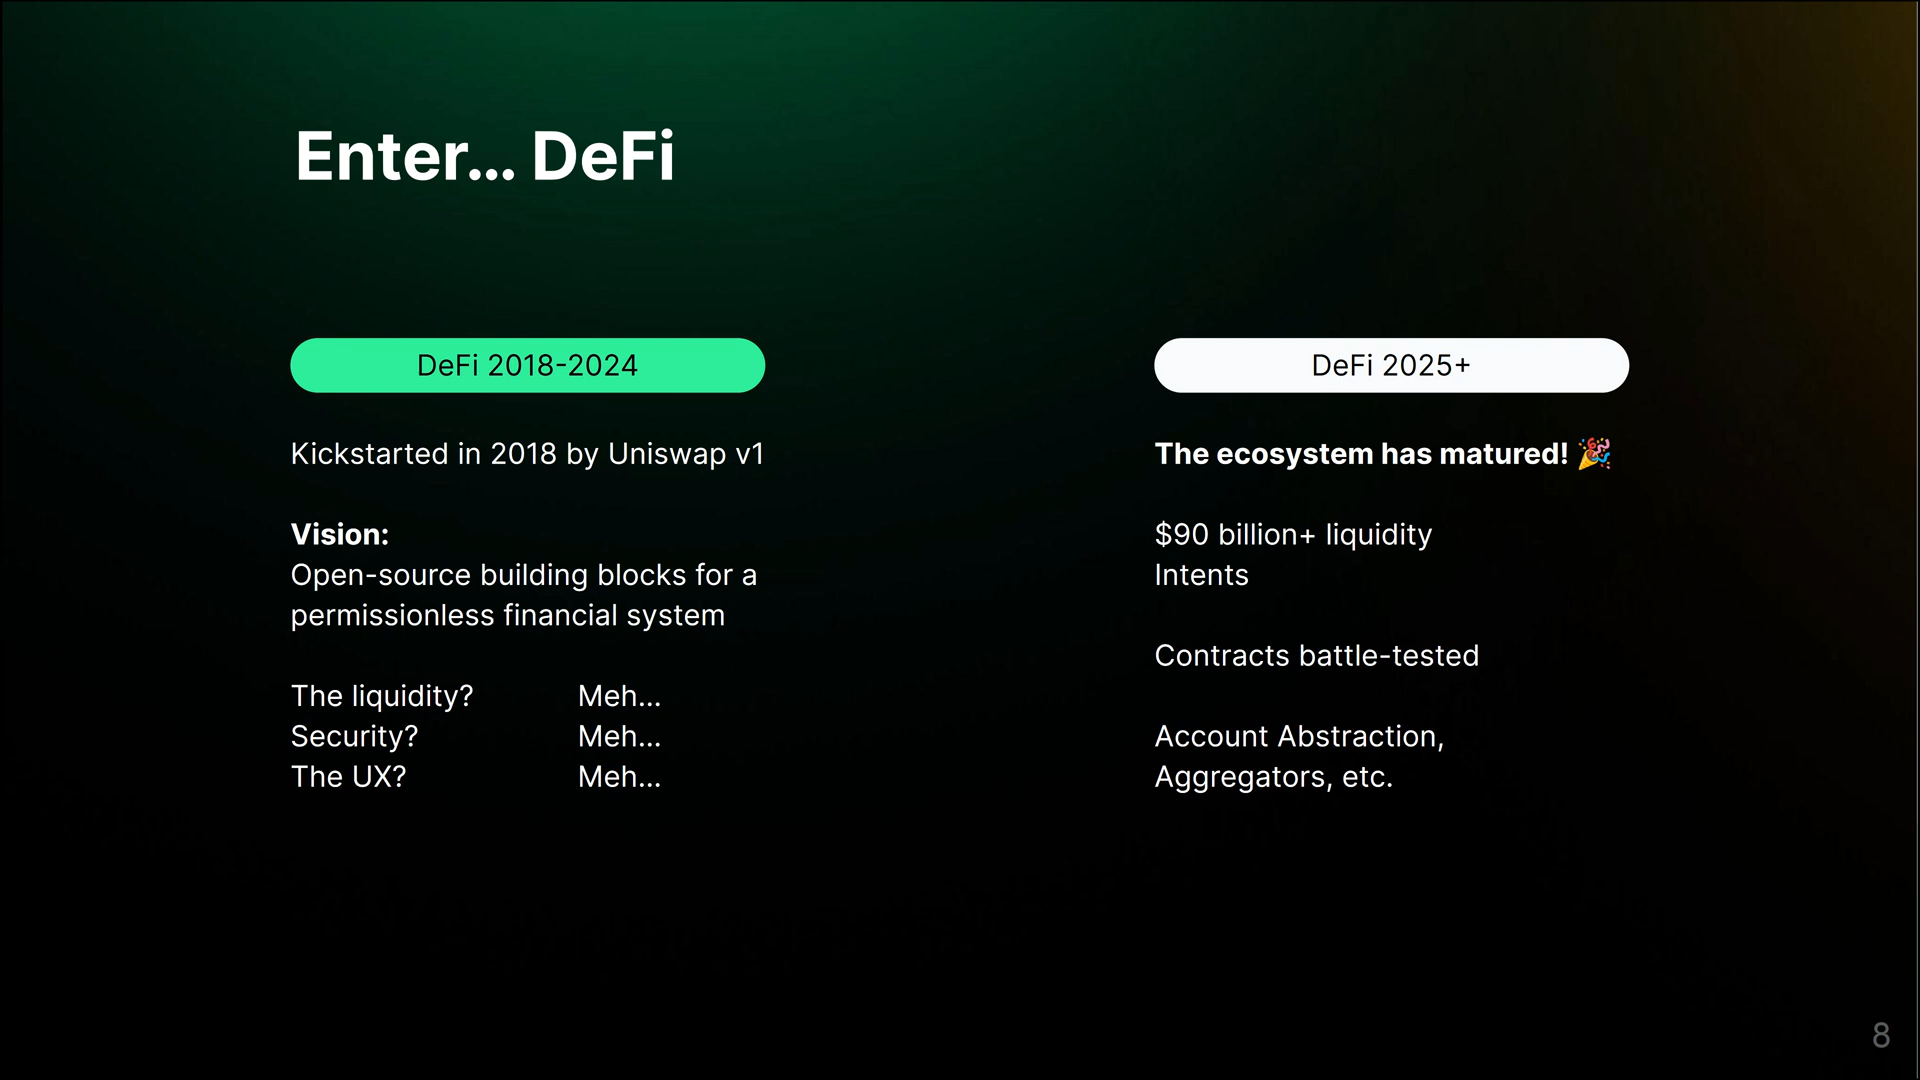 Enter... DeFi
DeFi 2018-2024
Kickstarted in 2018 by Uniswap v1
Vision:
Open-source building blocks for a
permissionless financial system
The liquidity? Meh...
Security? Meh...
The UX? Meh...
DeFi 2025+
The ecosystem has matured! 🎉
$90 billion+ liquidity
Intents
Contracts battle-tested
Account Abstraction,
Aggregators, etc.
8